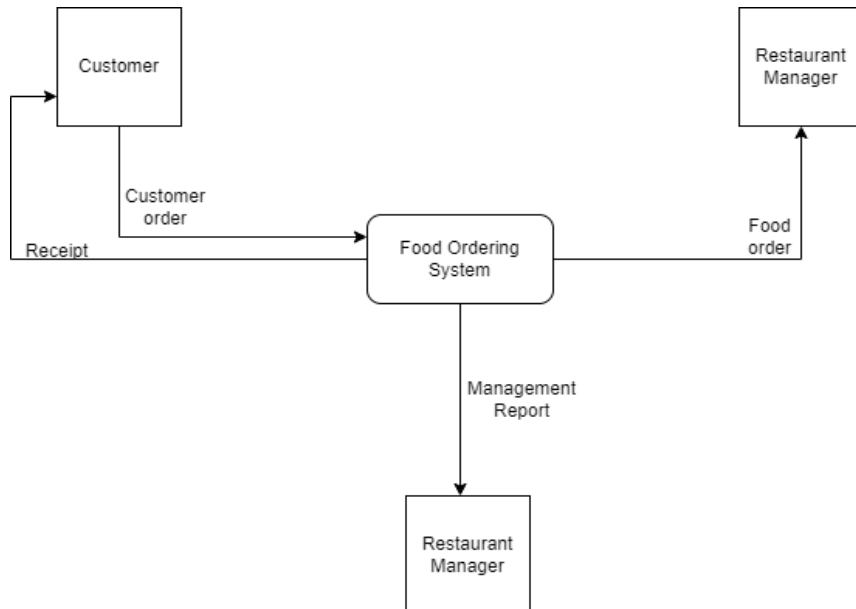 Customer
Restaurant
Manager
Customer
order
Receipt
Food Ordering
System
Food
order
Management
Report
Restaurant
Manager